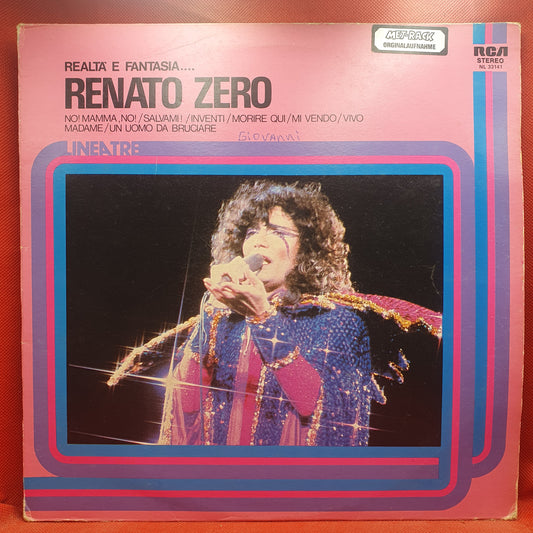 MET-RACK
ORIGINALAUFNAHME
RCA
STEREO
NL 33141
REALTA' E FANTASIA....
RENATO ZERO
NO! MAMMA, NO!/SALVAMI!/INVENTI/MORIRE QUI/MI VENDO/VIVO
MADAME/UN UOMO DA BRUCIARE
GIOVANNI
LINEATRE